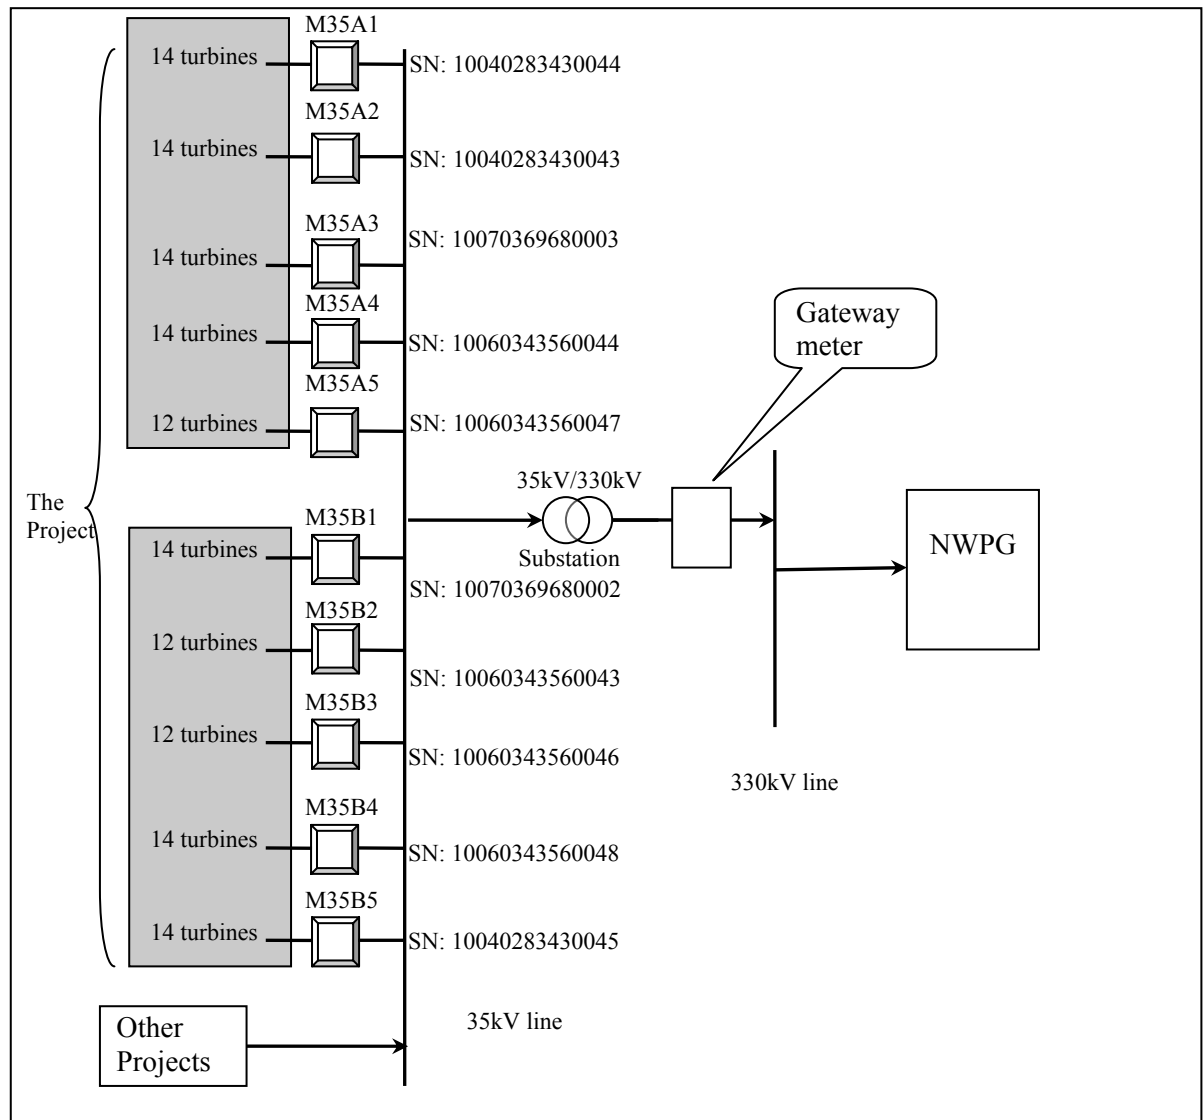 M35A1
14 turbines
SN: 10040283430044
M35A2
14 turbines
SN: 10040283430043
M35A3
14 turbines
SN: 10070369680003
M35A4
14 turbines
SN: 10060343560044
M35A5
12 turbines
SN: 10060343560047
The
Project
M35B1
14 turbines
SN: 10070369680002
M35B2
12 turbines
SN: 10060343560043
M35B3
12 turbines
SN: 10060343560046
M35B4
14 turbines
SN: 10060343560048
M35B5
14 turbines
SN: 10040283430045
Other
Projects
35kV line
35kV/330kV
Substation
Gateway
meter
330kV line
NWPG